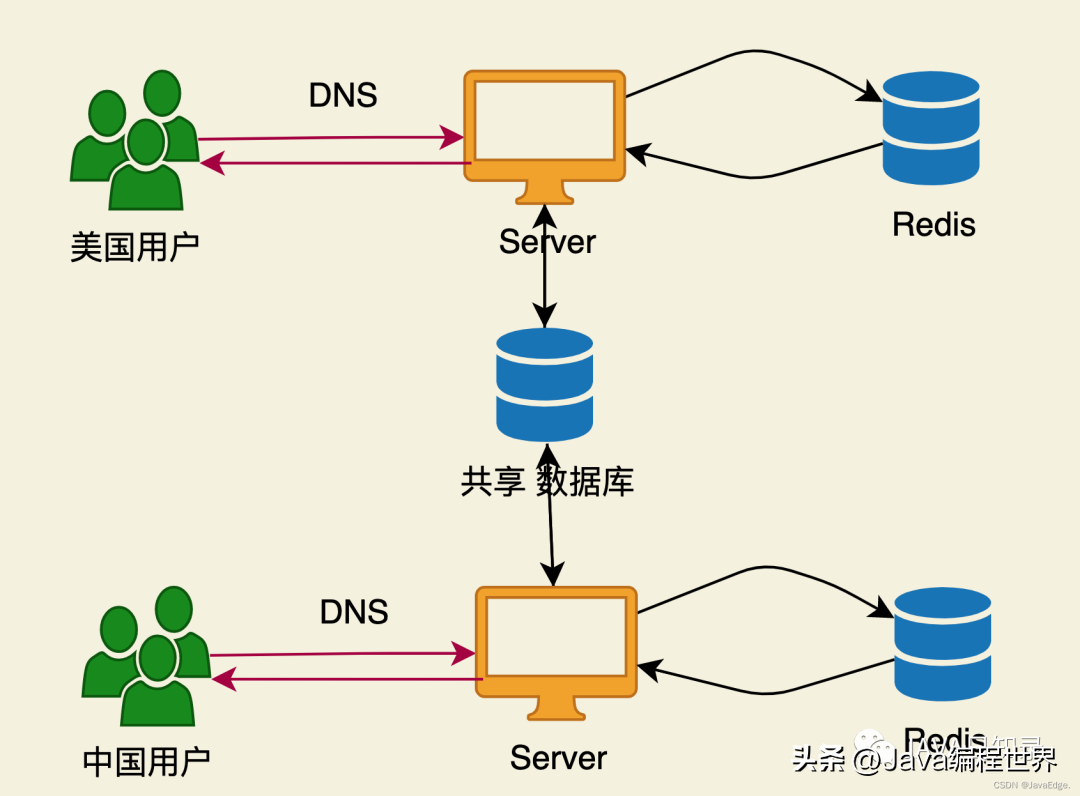 DNS
美国用户
Server
Redis
共享 数据库
DNS
中国用户
Server
Redis
头条 @Java编程世界
CSDN @JavaEdge.